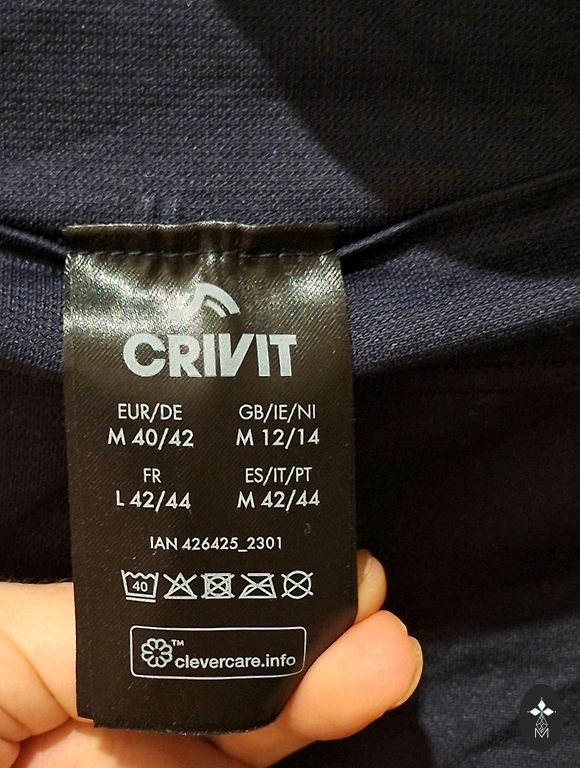 CRIVIT
EUR/DE GB/IE/NI
M 40/42 M 12/14
FR ES/IT/PT
L 42/44 M 42/44
IAN 426425_2301
40
™
clevercare.info
M